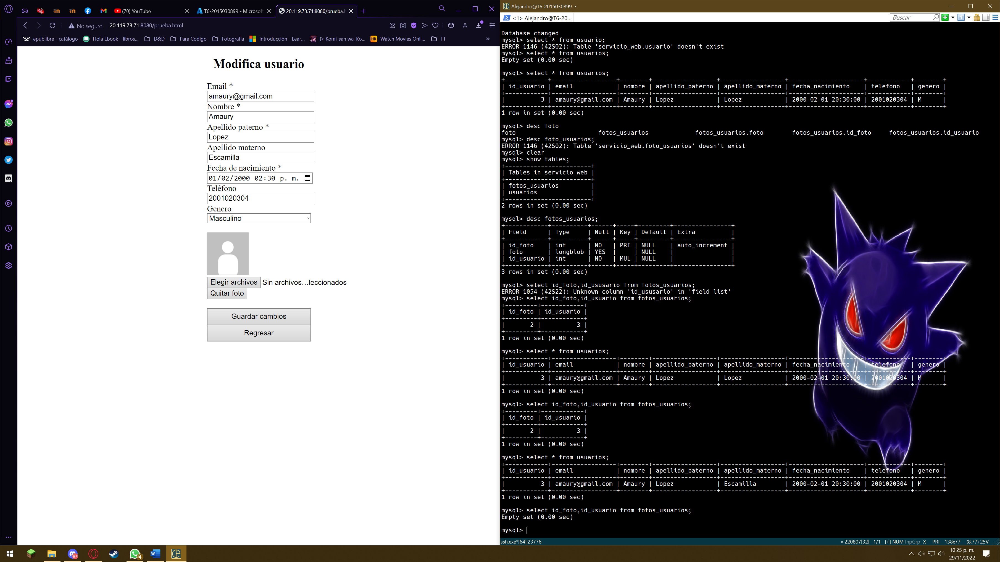 (70) YouTube
T6-2015030899 - Microsoft
20.119.73.71:8080/prueba.h
No seguro
20.119.73.71:8080/prueba.html
epublibre - catálogo
Hola Ebook - libros...
D&D
Para Codigo
Fotografia
Introducción - Lear...
▷ Komi-san wa, Ko...
HD
Watch Movies Onli...
TT
»
Modifica usuario
Email *
amaury@gmail.com
Nombre *
Amaury
Apellido paterno *
Lopez
Apellido materno
Escamilla
Fecha de nacimiento *
01/02/2000 02:30 p. m.
Teléfono
2001020304
Genero
Masculino
Elegir archivos Sin archivos...leccionados
Quitar foto
Guardar cambios
Regresar
Alejandro@T6-2015030899: ~
<1> Alejandro@T6-20...
Buscar
Database changed
mysql> select * from usuario;
ERROR 1146 (42S02): Table 'servicio_web.usuario' doesn't exist
mysql> select * from usuarios;
Empty set (0.00 sec)
mysql> select * from usuarios;
+------------+------------------+--------+------------------+------------------+---------------------+------------+--------+
| id_usuario | email            | nombre | apellido_paterno | apellido_materno | fecha_nacimiento    | telefono   | genero |
+------------+------------------+--------+------------------+------------------+---------------------+------------+--------+
|          3 | amaury@gmail.com | Amaury | Lopez            | Lopez            | 2000-02-01 20:30:00 | 2001020304 | M      |
+------------+------------------+--------+------------------+------------------+---------------------+------------+--------+
1 row in set (0.00 sec)
mysql> desc foto
foto                       fotos_usuarios             fotos_usuarios.foto        fotos_usuarios.id_foto     fotos_usuarios.id_usuario
mysql> desc foto_usuarios;
ERROR 1146 (42S02): Table 'servicio_web.foto_usuarios' doesn't exist
mysql> clear
mysql> show tables;
+------------------------+
| Tables_in_servicio_web |
+------------------------+
| fotos_usuarios         |
| usuarios               |
+------------------------+
2 rows in set (0.00 sec)
mysql> desc fotos_usuarios;
+------------+----------+------+-----+---------+----------------+
| Field      | Type     | Null | Key | Default | Extra          |
+------------+----------+------+-----+---------+----------------+
| id_foto    | int      | NO   | PRI | NULL    | auto_increment |
| foto       | longblob | YES  |     | NULL    |                |
| id_usuario | int      | NO   | MUL | NULL    |                |
+------------+----------+------+-----+---------+----------------+
3 rows in set (0.00 sec)
mysql> select id_foto,id_ususario from fotos_usuarios;
ERROR 1054 (42S22): Unknown column 'id_ususario' in 'field list'
mysql> select id_foto,id_usuario from fotos_usuarios;
+---------+------------+
| id_foto | id_usuario |
+---------+------------+
|       2 |          3 |
+---------+------------+
1 row in set (0.00 sec)
mysql> select * from usuarios;
+------------+------------------+--------+------------------+------------------+---------------------+------------+--------+
| id_usuario | email            | nombre | apellido_paterno | apellido_materno | fecha_nacimiento    | telefono   | genero |
+------------+------------------+--------+------------------+------------------+---------------------+------------+--------+
|          3 | amaury@gmail.com | Amaury | Lopez            | Lopez            | 2000-02-01 20:30:00 | 2001020304 | M      |
+------------+------------------+--------+------------------+------------------+---------------------+------------+--------+
1 row in set (0.00 sec)
mysql> select id_foto,id_usuario from fotos_usuarios;
+---------+------------+
| id_foto | id_usuario |
+---------+------------+
|       2 |          3 |
+---------+------------+
1 row in set (0.00 sec)
mysql> select * from usuarios;
+------------+------------------+--------+------------------+------------------+---------------------+------------+--------+
| id_usuario | email            | nombre | apellido_paterno | apellido_materno | fecha_nacimiento    | telefono   | genero |
+------------+------------------+--------+------------------+------------------+---------------------+------------+--------+
|          3 | amaury@gmail.com | Amaury | Lopez            | Escamilla        | 2000-02-01 20:30:00 | 2001020304 | M      |
+------------+------------------+--------+------------------+------------------+---------------------+------------+--------+
1 row in set (0.00 sec)
mysql> select id_foto,id_usuario from fotos_usuarios;
Empty set (0.00 sec)
mysql>
ssh.exe*[64]:23776
« 220807[32] 1/1 [+] NUM InpGrp X PRI 138x77 (8,77) 25V
9+
4
10:25 p. m.
29/11/2022